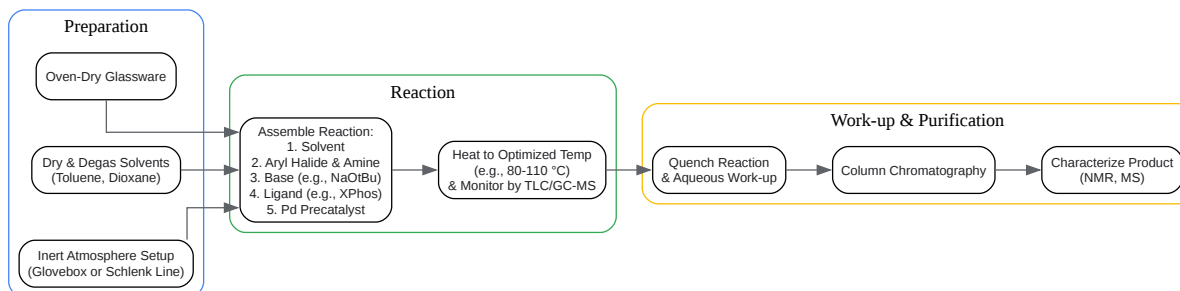 Preparation
Oven-Dry Glassware
Dry & Degas Solvents
(Toluene, Dioxane)
Inert Atmosphere Setup
(Glovebox or Schlenk Line)
Reaction
Assemble Reaction:
1. Solvent
2. Aryl Halide & Amine
3. Base (e.g., NaOtBu)
4. Ligand (e.g., XPhos)
5. Pd Precatalyst
Heat to Optimized Temp
(e.g., 80-110 °C)
& Monitor by TLC/GC-MS
Work-up & Purification
Quench Reaction
& Aqueous Work-up
Column Chromatography
Characterize Product
(NMR, MS)